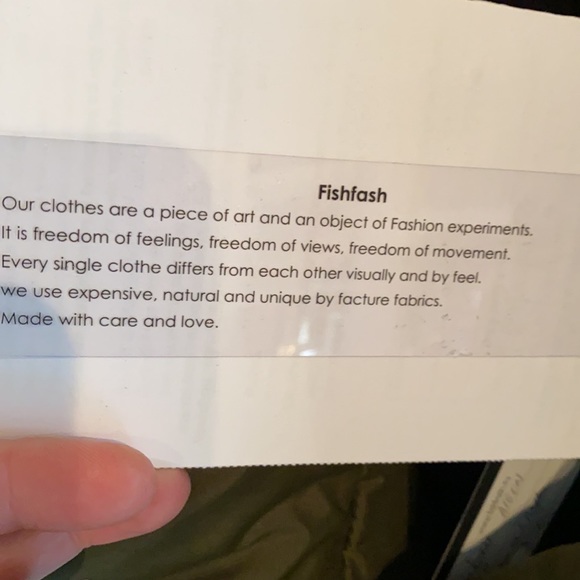 Fishfash
Our clothes are a piece of art and an object of Fashion experiments.
It is freedom of feelings, freedom of views, freedom of movement.
Every single clothe differs from each other visually and by feel.
we use expensive, natural and unique by facture fabrics.
Made with care and love.